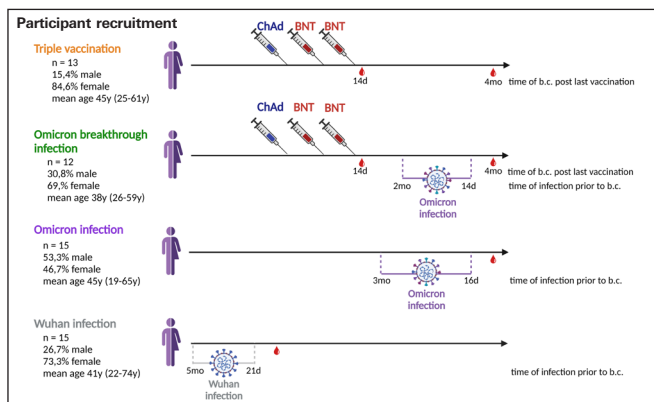 Participant recruitment
Triple vaccination
n = 13
15,4% male
84,6% female
mean age 45y (25-61y)
ChAd BNT BNT
14d
4mo
time of b.c. post last vaccination
Omicron breakthrough
infection
n = 12
30,8% male
69,% female
mean age 38y (26-59y)
ChAd BNT BNT
14d
4mo
time of b.c. post last vaccination
2mo
14d
time of infection prior to b.c.
Omicron
infection
Omicron infection
n = 15
53,3% male
46,7% female
mean age 45y (19-65y)
3mo
16d
time of infection prior to b.c.
Omicron
infection
Wuhan infection
n = 15
26,7% male
73,3% female
mean age 41y (22-74y)
5mo
21d
time of infection prior to b.c.
Wuhan
infection